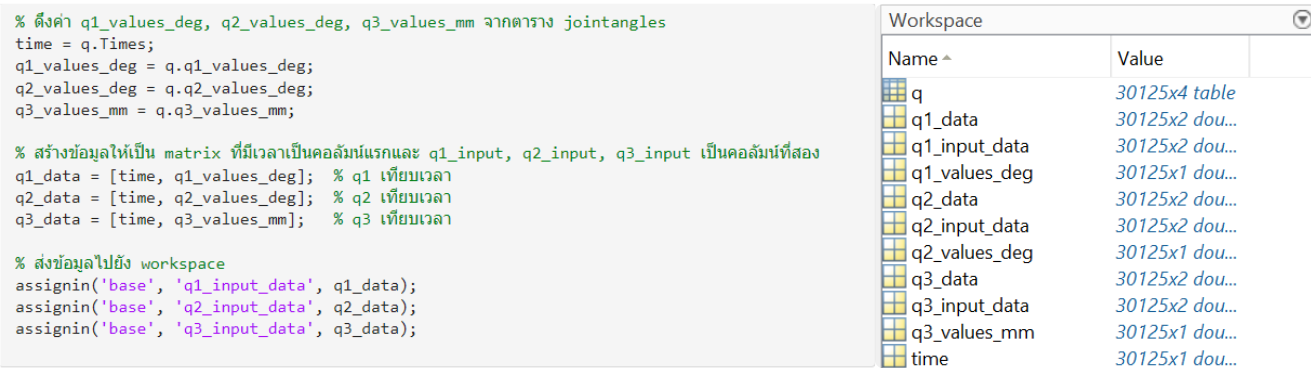 % ดึงค่า q1_values_deg, q2_values_deg, q3_values_mm จากตาราง jointangles
time = q.Times;
q1_values_deg = q.q1_values_deg;
q2_values_deg = q.q2_values_deg;
q3_values_mm = q.q3_values_mm;
% สร้างข้อมูลให้เป็น matrix ที่มีเวลาเป็นคอลัมน์แรกและ q1_input, q2_input, q3_input เป็นคอลัมน์ที่สอง
q1_data = [time, q1_values_deg];  % q1 เทียบเวลา
q2_data = [time, q2_values_deg];  % q2 เทียบเวลา
q3_data = [time, q3_values_mm];   % q3 เทียบเวลา
% ส่งข้อมูลไปยัง workspace
assignin('base', 'q1_input_data', q1_data);
assignin('base', 'q2_input_data', q2_data);
assignin('base', 'q3_input_data', q3_data);
Workspace
Name Value
q 30125x4 table
q1_data 30125x2 dou...
q1_input_data 30125x2 dou...
q1_values_deg 30125x1 dou...
q2_data 30125x2 dou...
q2_input_data 30125x2 dou...
q2_values_deg 30125x1 dou...
q3_data 30125x2 dou...
q3_input_data 30125x2 dou...
q3_values_mm 30125x1 dou...
time 30125x1 dou...